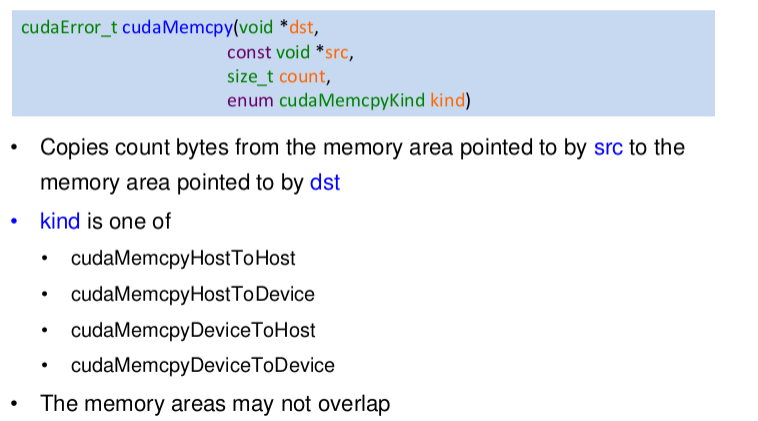 cudaError_t cudaMemcpy(void *dst,
const void *src,
size_t count,
enum cudaMemcpyKind kind)
• Copies count bytes from the memory area pointed to by src to the
memory area pointed to by dst
• kind is one of
• cudaMemcpyHostToHost
• cudaMemcpyHostToDevice
• cudaMemcpyDeviceToHost
• cudaMemcpyDeviceToDevice
• The memory areas may not overlap